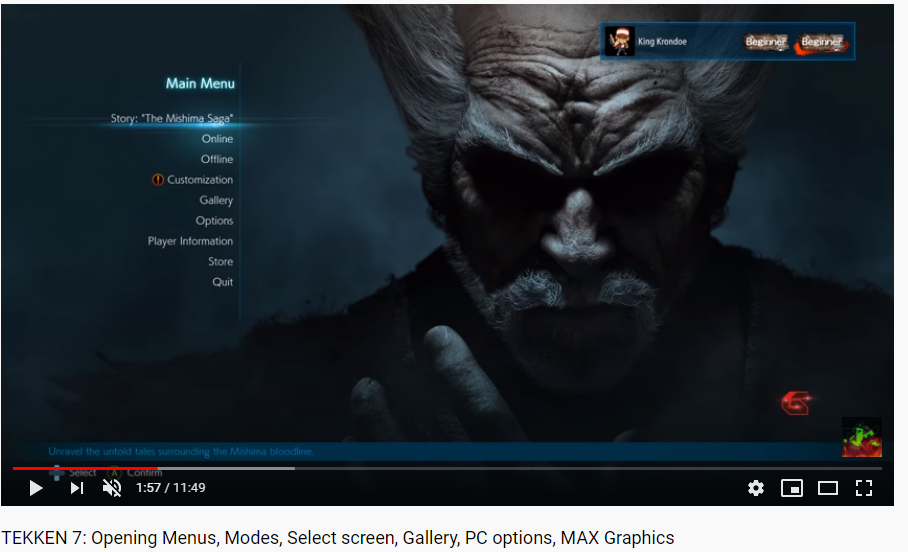 King Krondoe
Beginner
Beginner
Main Menu
Story: "The Mishima Saga"
Online
Offline
Customization
Gallery
Options
Player Information
Store
Quit
Unravel the untold tales surrounding the Mishima bloodline.
Select
A Confirm
1:57 / 11:49
TEKKEN 7: Opening Menus, Modes, Select screen, Gallery, PC options, MAX Graphics